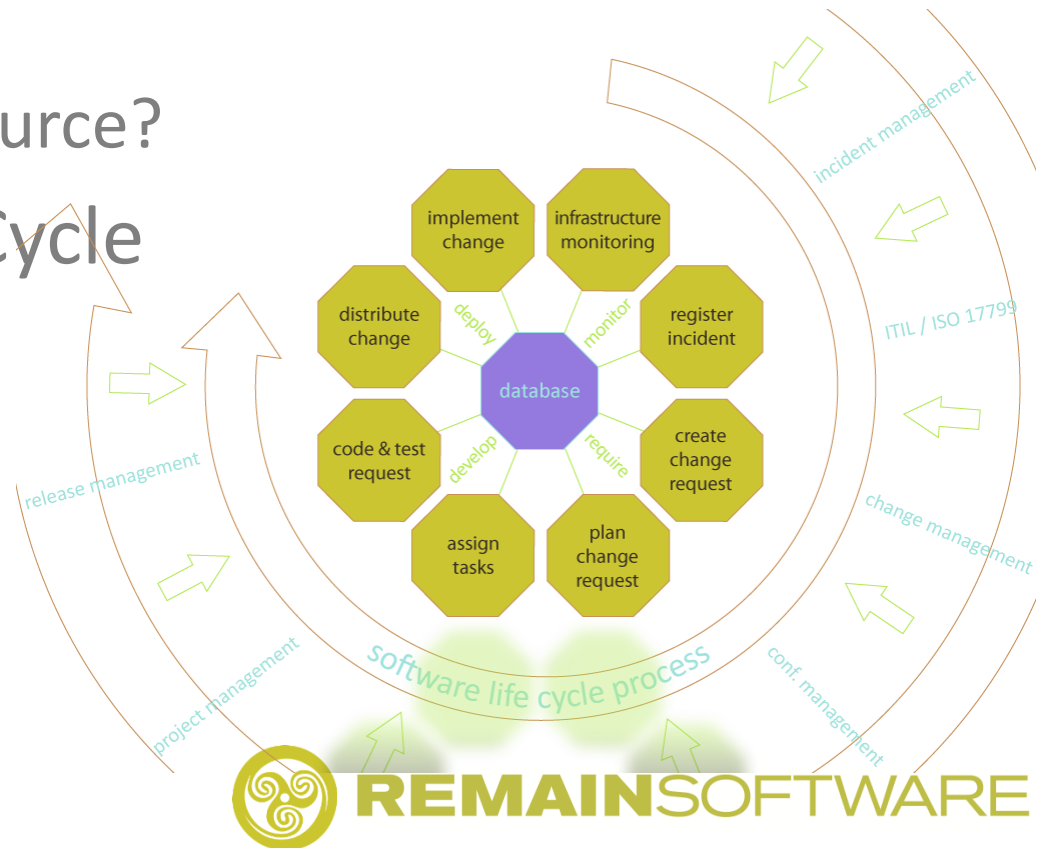 urce?
Cycle
implement
change
infrastructure
monitoring
distribute
change
deploy
monitor
register
incident
database
code & test
request
develop
require
create
change
request
assign
tasks
plan
change
request
incident management
ITIL / ISO 17799
change management
conf. management
release management
project management
software life cycle process
REMAINSOFTWARE